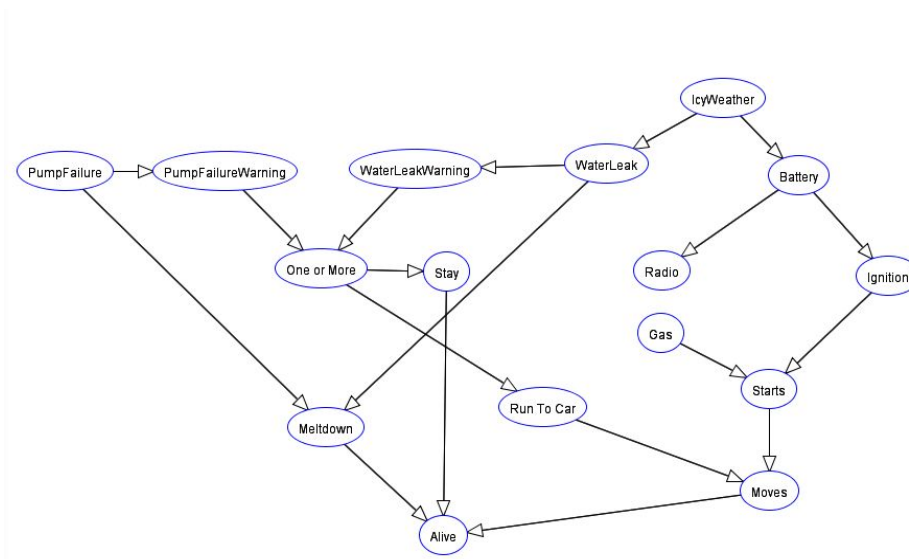 IcyWeather
PumpFailure
PumpFailureWarning
WaterLeakWarning
WaterLeak
Battery
One or More
Stay
Radio
Ignition
Gas
Starts
Run To Car
Meltdown
Moves
Alive